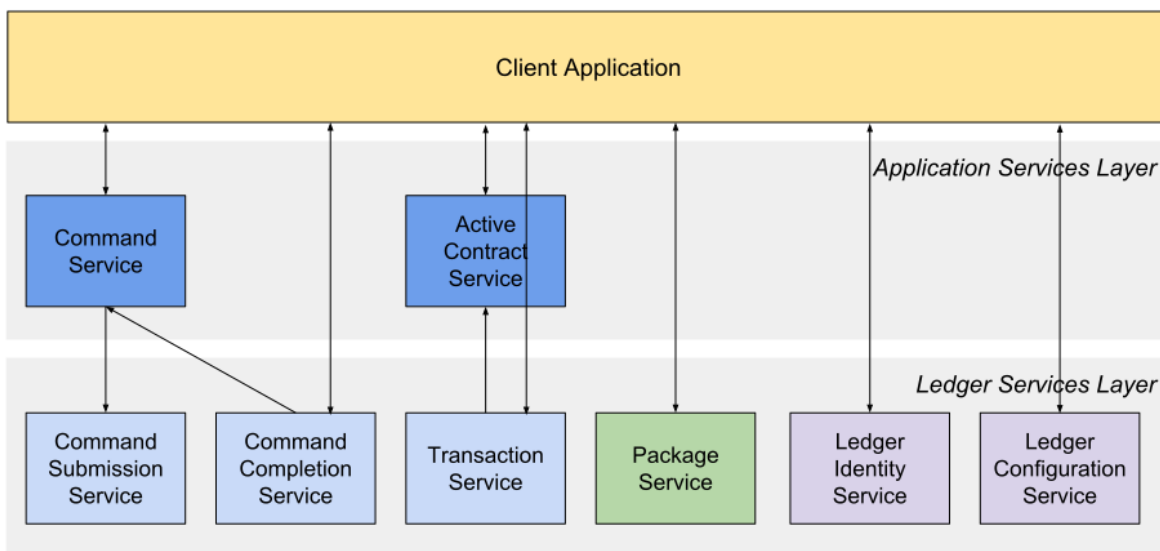 Client Application
Application Services Layer
Command
Service
Active
Contract
Service
Ledger Services Layer
Command
Submission
Service
Command
Completion
Service
Transaction
Service
Package
Service
Ledger
Identity
Service
Ledger
Configuration
Service